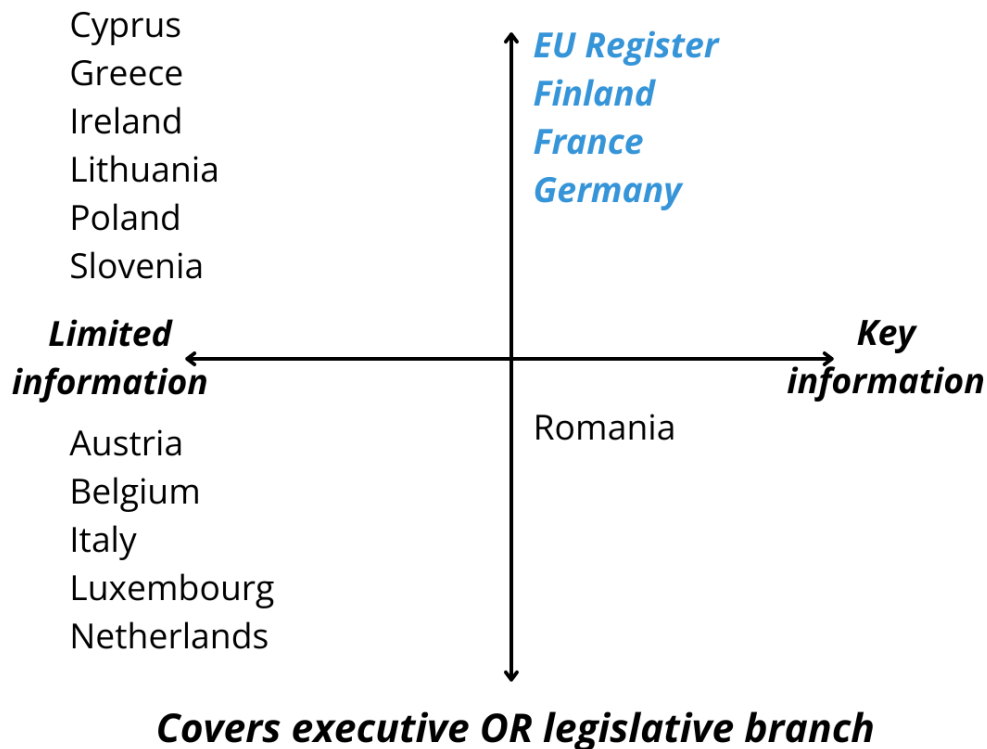 Cyprus
Greece
Ireland
Lithuania
Poland
Slovenia
EU Register
Finland
France
Germany
Limited
information
Key
information
Austria
Belgium
Italy
Luxembourg
Netherlands
Romania
Covers executive OR legislative branch